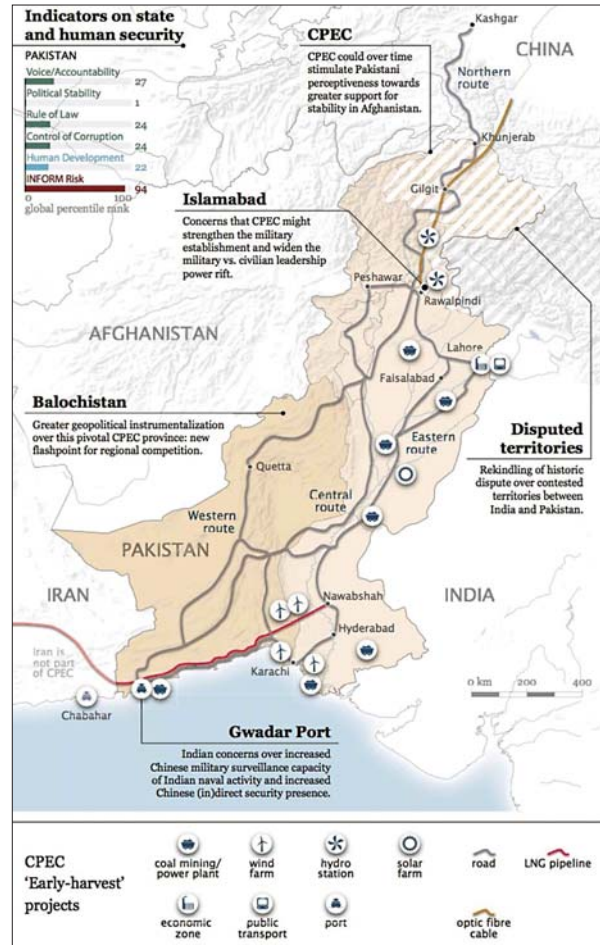 Indicators on state
and human security
PAKISTAN
Voice/Accountability
27
Political Stability
1
Rule of Law
24
Control of Corruption
24
Human Development
22
INFORM Risk
94
0
100
global percentile rank
CPEC
CPEC could over time
stimulate Pakistani
perceptiveness towards
greater support for
stability in Afghanistan.
Kashgar
CHINA
Northern
route
Khunjerab
Gilgit
Islamabad
Concerns that CPEC might
strengthen the military
establishment and widen the
military vs. civilian leadership
power rift.
Peshawar
Rawalpindi
AFGHANISTAN
Lahore
Faisalabad
Balochistan
Greater geopolitical instrumentalization
over this pivotal CPEC province: new
flashpoint for regional competition.
Eastern
route
Disputed
territories
Rekindling of historic
dispute over contested
territories between
India and Pakistan.
Quetta
Central
route
Western
route
PAKISTAN
IRAN
INDIA
Nawabshah
Hyderabad
Iran is
not part
of CPEC
Karachi
Chabahar
0 km
200
400
Gwadar Port
Indian concerns over increased
Chinese military surveillance capacity
of Indian naval activity and increased
Chinese (in)direct security presence.
CPEC
'Early-harvest'
projects
coal mining/
power plant
wind
farm
hydro
station
solar
farm
road
LNG pipeline
economic
zone
public
transport
port
optic fibre
cable